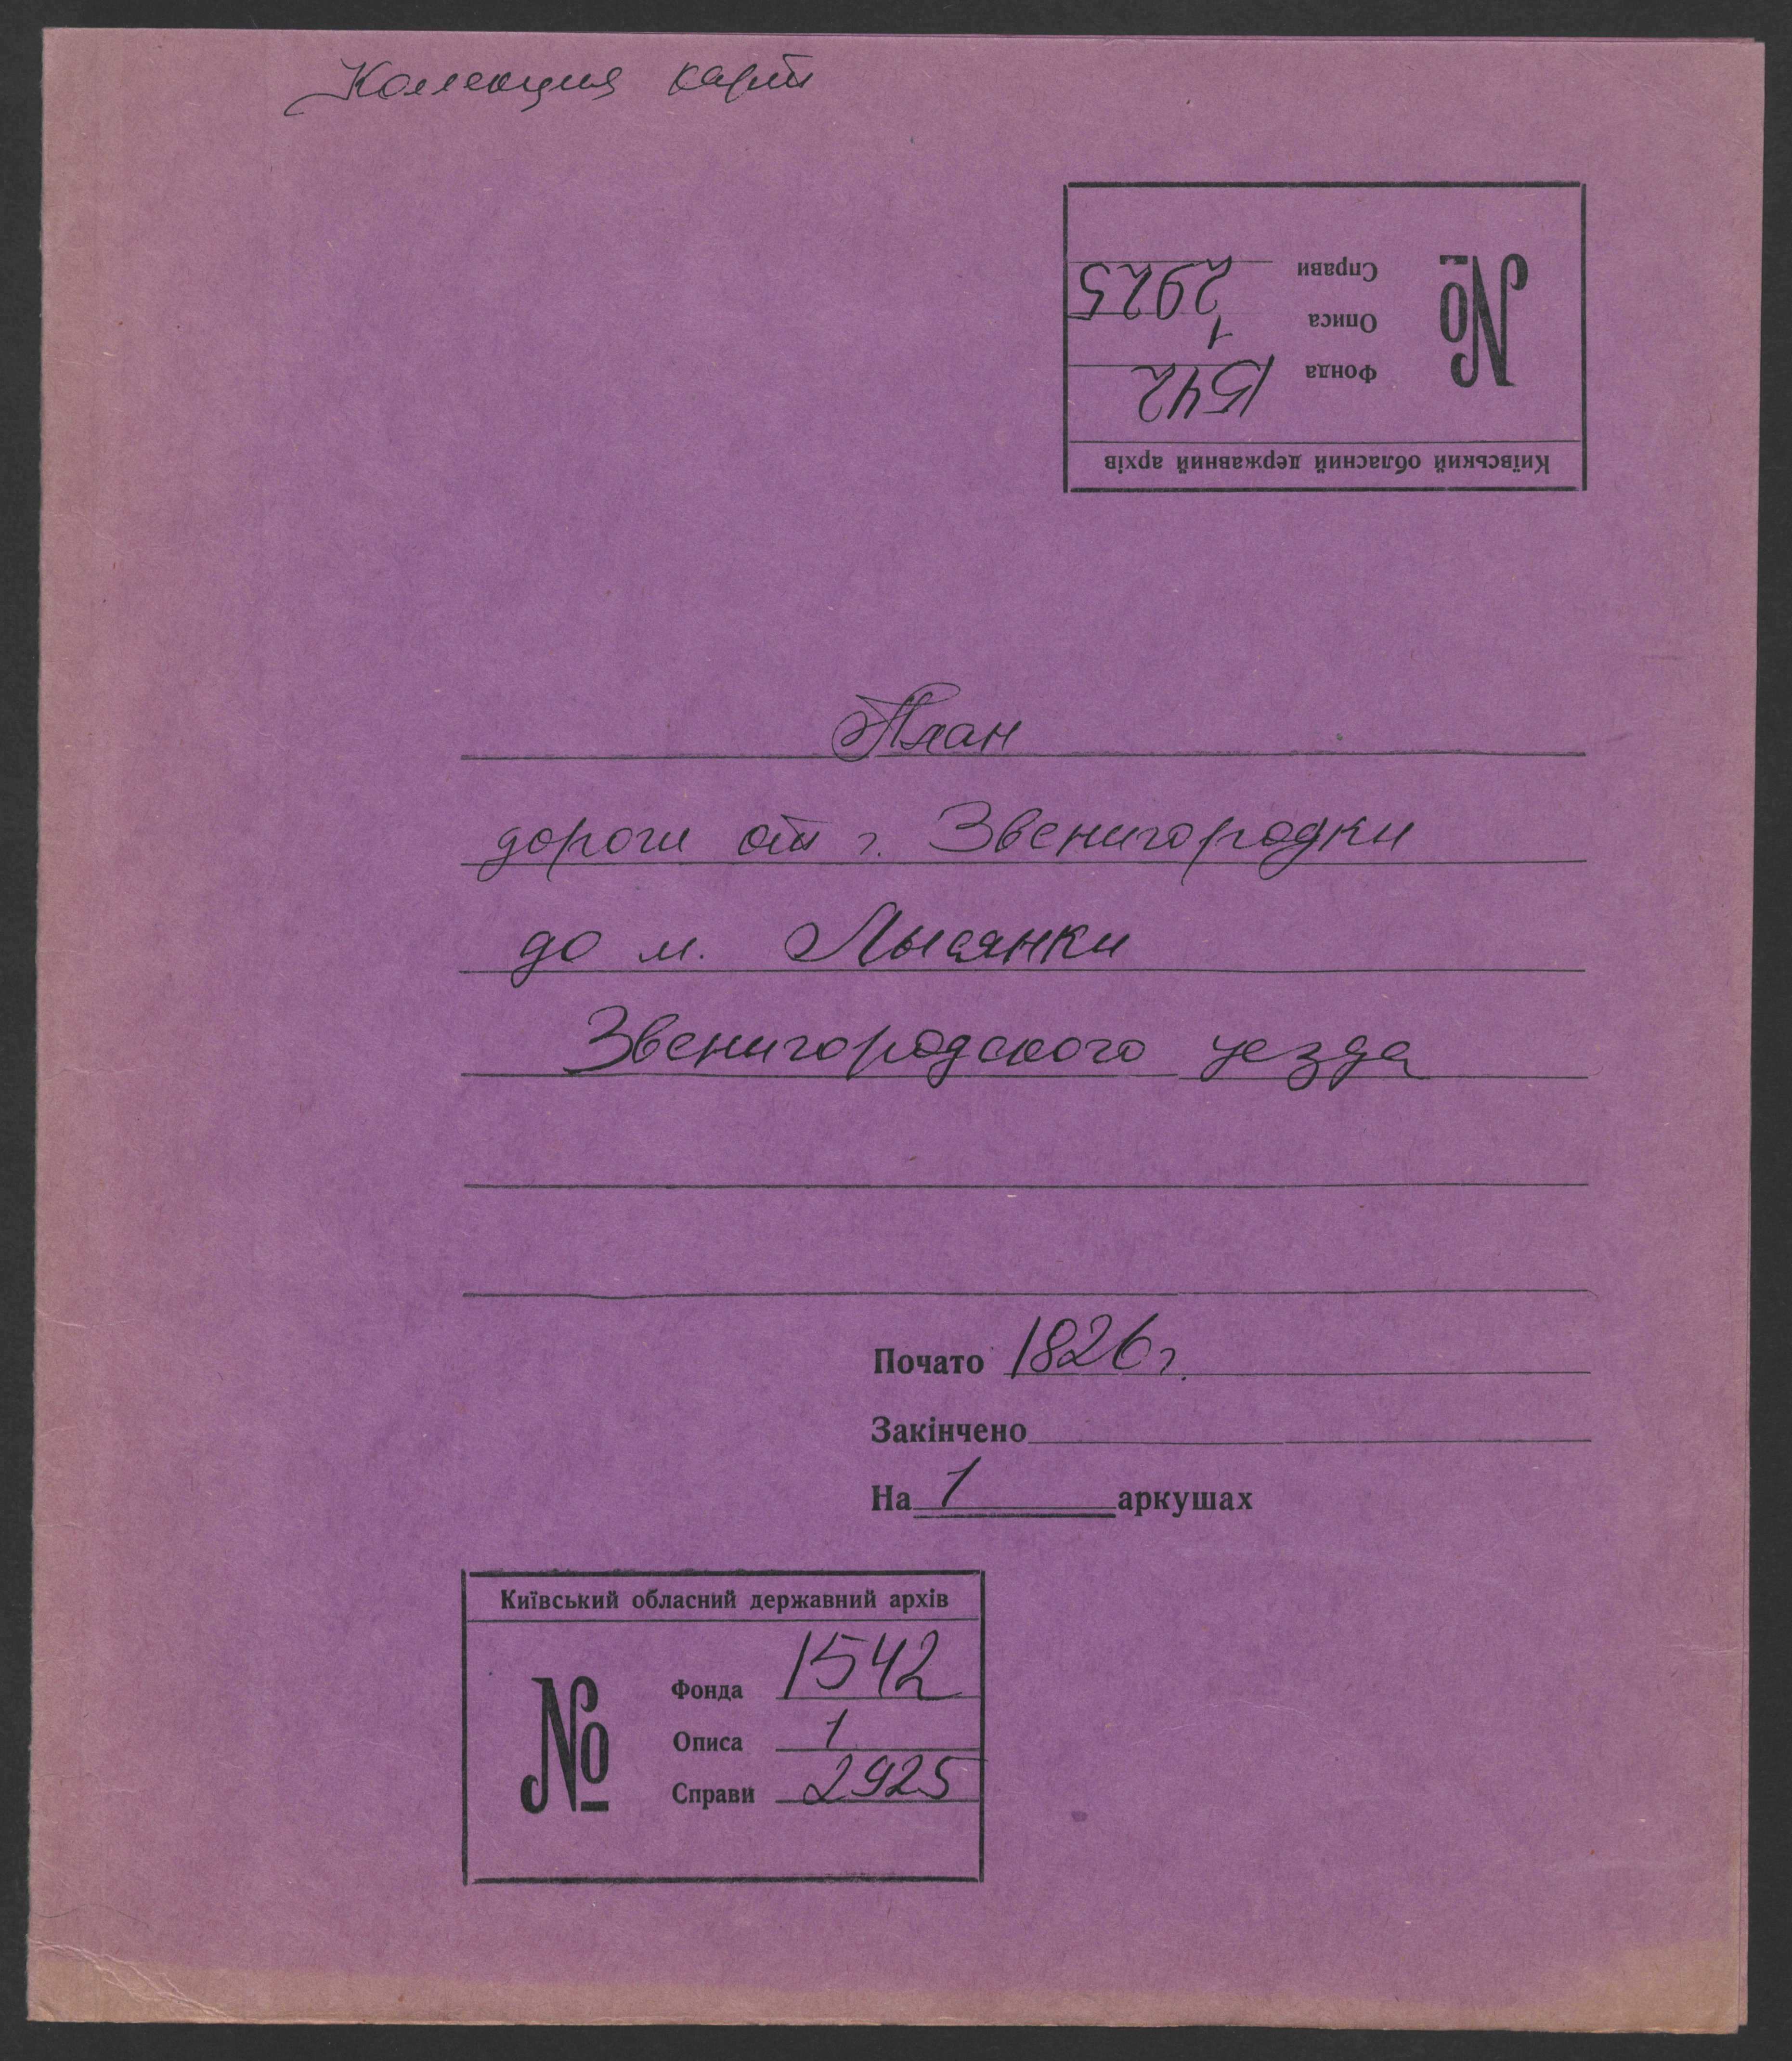 Коллекция карт
Київський обласний державний архів
№
Фонда 1542
Описа 1
Справи 2925
План
дороги от г. Звенигородки
до м. Лысянки
Звенигородского уезда
Почато 1826 г.
Закінчено
На 1 аркушах
Київський обласний державний архів
№
Фонда 1542
Описа 1
Справи 2925